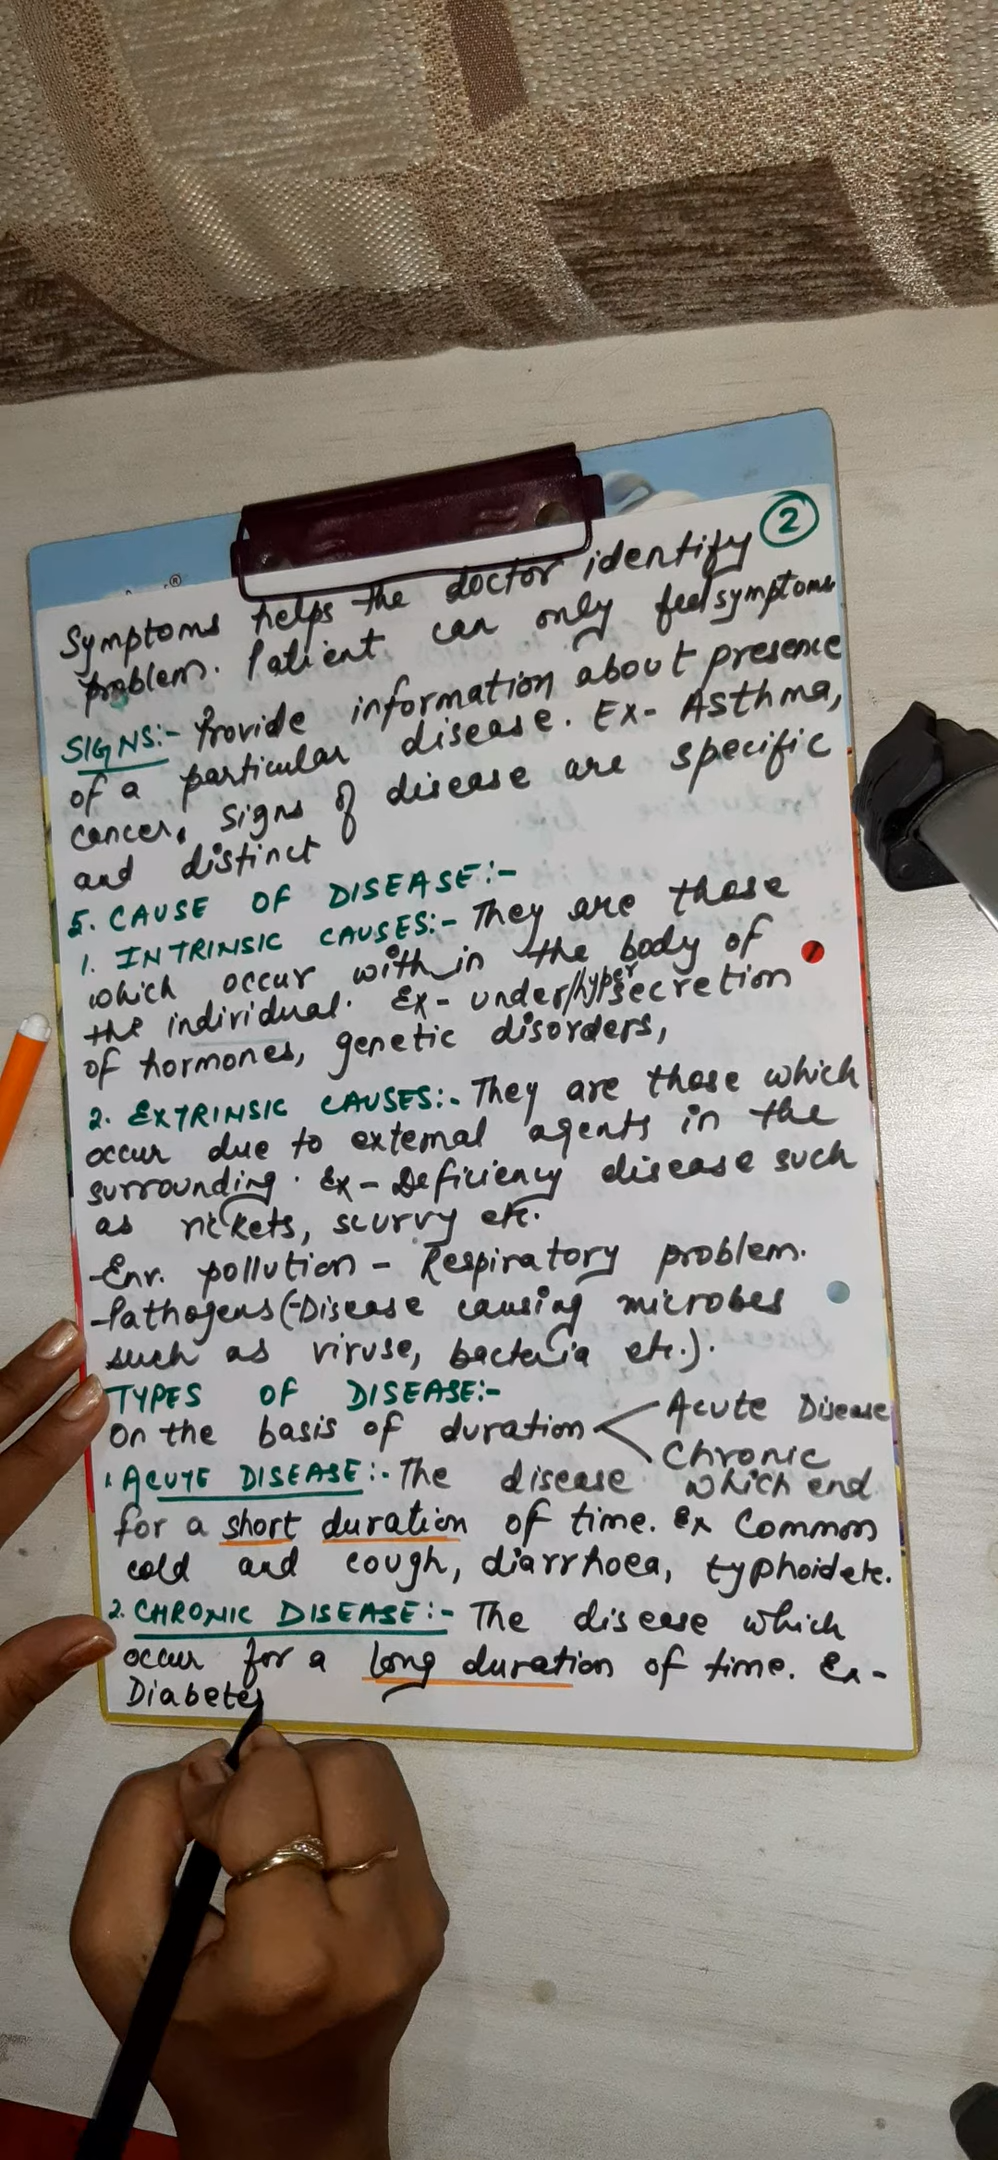 ②
Symptoms helps the doctor identify
problem. Patient can only feel symptoms
SIGNS:- Provide information about presence
of a particular disease. Ex- Asthma,
cancer, signs of disease are specific
and distinct
5. CAUSE OF DISEASE:-
1. INTRINSIC CAUSES:- They are those
which occur within the body of
the individual. Ex- under/hyper secretion
of hormones, genetic disorders,
2. EXTRINSIC CAUSES:- They are those which
occur due to external agents in the
surrounding. Ex- Deficiency disease such
as rickets, scurvy etc.
-Env. pollution - Respiratory problem.
-Pathogens (-Disease causing microbes
such as viruse, bacteria etc.).
TYPES OF DISEASE:-
On the basis of duration < Acute Disease
Chronic
1. ACUTE DISEASE:- The disease which end
for a short duration of time. Ex Common
cold and cough, diarrhoea, typhoid etc.
2. CHRONIC DISEASE:- The disease which
occur for a long duration of time. Ex-
Diabetes